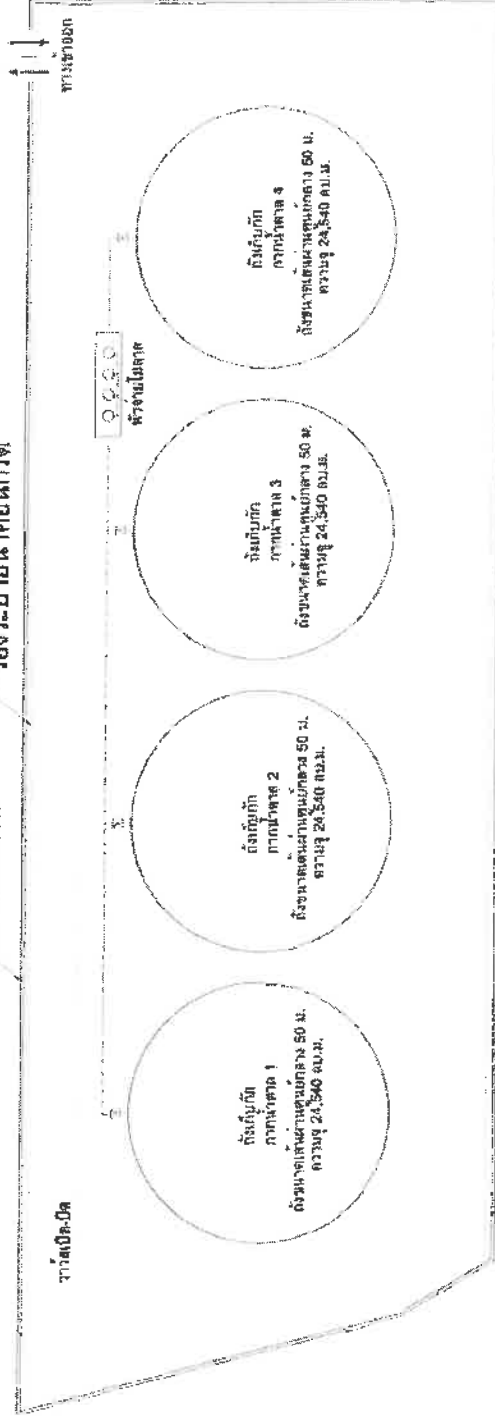 ทางเข้าออก
วาล์วเปิด-ปิด
หัวจ่ายโมลาส
ถังเก็บกัก
กากน้ำตาล 1
ถังขนาดเส้นผ่านศูนย์กลาง 50 ม.
ความจุ 24,540 ลบ.ม.
ถังเก็บกัก
กากน้ำตาล 2
ถังขนาดเส้นผ่านศูนย์กลาง 50 ม.
ความจุ 24,540 ลบ.ม.
ถังเก็บกัก
กากน้ำตาล 3
ถังขนาดเส้นผ่านศูนย์กลาง 50 ม.
ความจุ 24,540 ลบ.ม.
ถังเก็บกัก
กากน้ำตาล 4
ถังขนาดเส้นผ่านศูนย์กลาง 50 ม.
ความจุ 24,540 ลบ.ม.